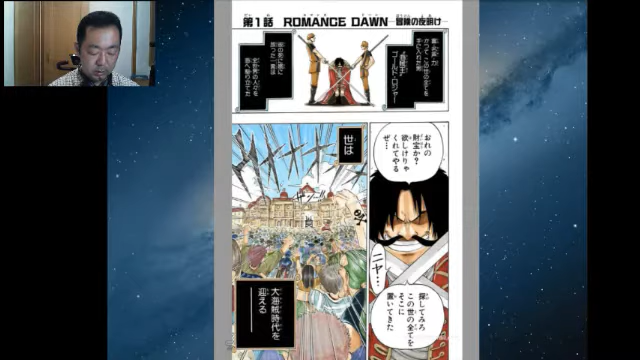 第1話 ROMANCE DAWN ―冒険の夜明け―
富・名声・力
かつてこの世の全てを
手に入れた男
“海賊王”
ゴールド・ロジャー
彼の死に際に
放った一言は
全世界の人々を
海へ駆り立てた
おれの
財宝か?
欲しけりゃ
くれてやる
ぜ…
ニヤ…
探してみろ
この世の全てを
そこに
置いてきた
世は
大海賊時代を
迎える――